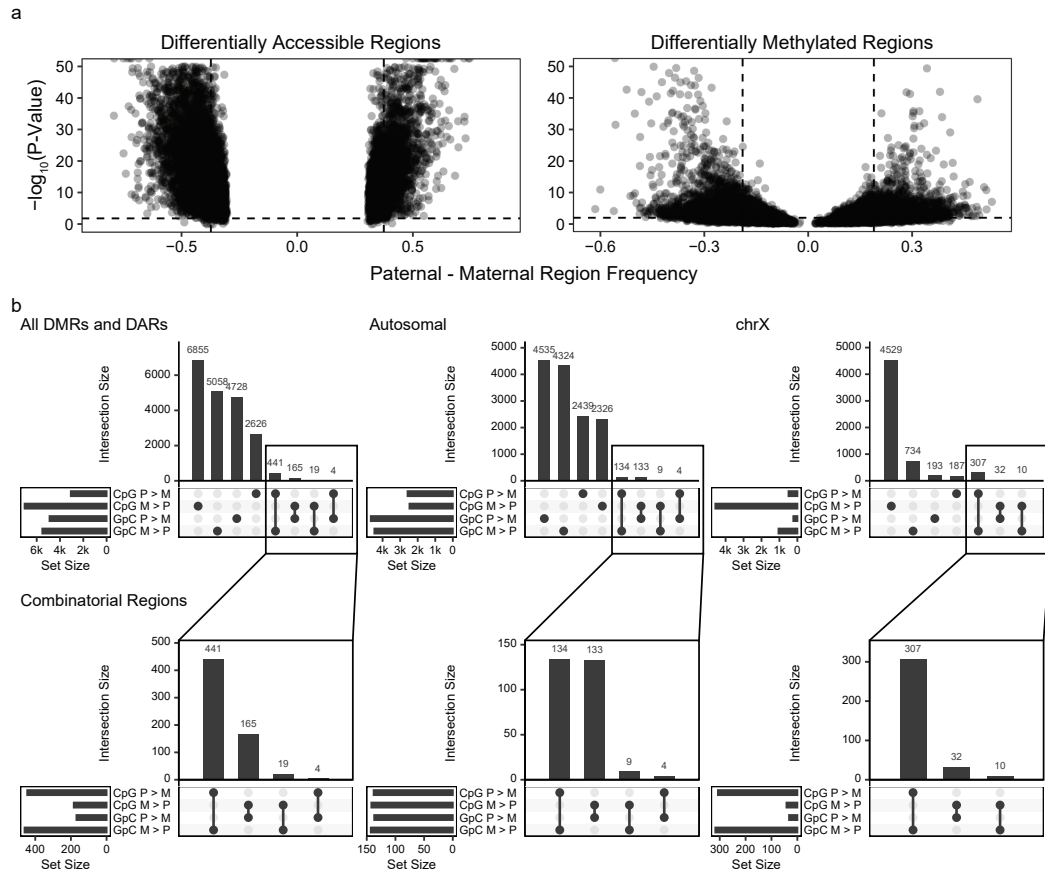 a
Differentially Accessible Regions
Differentially Methylated Regions
−log10(P-Value)
50
40
30
20
10
0
−0.5
0.0
0.5
50
40
30
20
10
0
−0.6
−0.3
0.0
0.3
Paternal - Maternal Region Frequency
b
All DMRs and DARs
Autosomal
chrX
Intersection Size
6000
4000
2000
0
6855
5058
4728
2626
441
165
19
4
CpG P > M
CpG M > P
GpC P > M
GpC M > P
6k 4k 2k 0
Set Size
Intersection Size
5000
4000
3000
2000
1000
0
4535
4324
2439
2326
134
133
9
4
CpG P > M
CpG M > P
GpC P > M
GpC M > P
4k 3k 2k 1k 0
Set Size
Intersection Size
5000
4000
3000
2000
1000
0
4529
734
193
187
307
32
10
CpG P > M
CpG M > P
GpC P > M
GpC M > P
4k 2k 0
Set Size
Combinatorial Regions
Intersection Size
500
400
300
200
100
0
441
165
19
4
CpG P > M
CpG M > P
GpC P > M
GpC M > P
400 200 0
Set Size
Intersection Size
150
100
50
0
134
133
9
4
CpG P > M
CpG M > P
GpC P > M
GpC M > P
150 100 50 0
Set Size
Intersection Size
300
200
100
0
307
32
10
CpG P > M
CpG M > P
GpC P > M
GpC M > P
300 200 100 0
Set Size